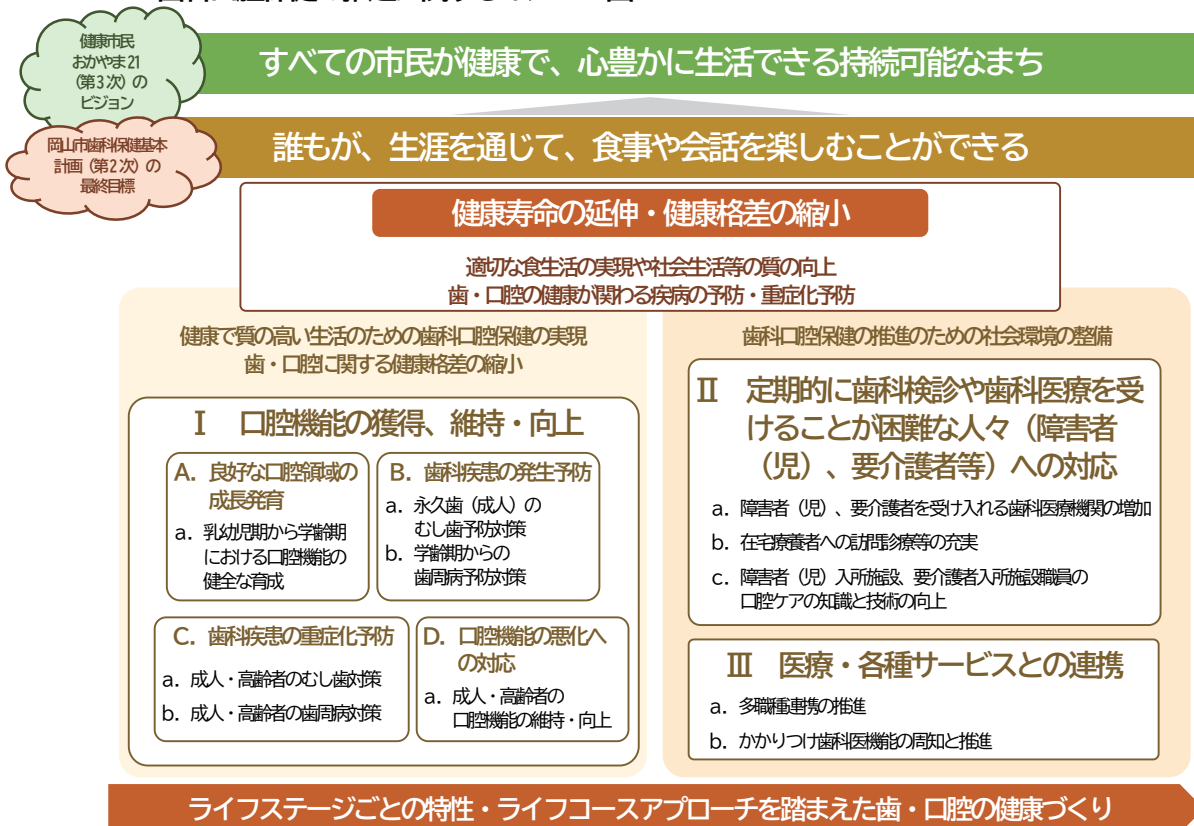 健康市民
おかやま21
（第3次）の
ビジョン
すべての市民が健康で、心豊かに生活できる持続可能なまち
岡山市歯科保健基本
計画（第2次）の
最終目標
誰もが、生涯を通じて、食事や会話を楽しむことができる
健康寿命の延伸・健康格差の縮小
適切な食生活の実現や社会生活等の質の向上
歯・口腔の健康が関わる疾病の予防・重症化予防
健康で質の高い生活のための歯科口腔保健の実現
歯・口腔に関する健康格差の縮小
Ⅰ　口腔機能の獲得、維持・向上
A．良好な口腔領域の
成長発育
a．乳幼児期から学齢期
における口腔機能の
健全な育成
B．歯科疾患の発生予防
a．永久歯（成人）の
むし歯予防対策
b．学齢期からの
歯周病予防対策
C．歯科疾患の重症化予防
a．成人・高齢者のむし歯対策
b．成人・高齢者の歯周病対策
D．口腔機能の悪化へ
の対応
a．成人・高齢者の
口腔機能の維持・向上
歯科口腔保健の推進のための社会環境の整備
Ⅱ　定期的に歯科検診や歯科医療を受
けることが困難な人々（障害者
（児）、要介護者等）への対応
a．障害者（児）、要介護者を受け入れる歯科医療機関の増加
b．在宅療養者への訪問診療等の充実
c．障害者（児）入所施設、要介護者入所施設職員の
口腔ケアの知識と技術の向上
Ⅲ　医療・各種サービスとの連携
a．多職種連携の推進
b．かかりつけ歯科医機能の周知と推進
ライフステージごとの特性・ライフコースアプローチを踏まえた歯・口腔の健康づくり